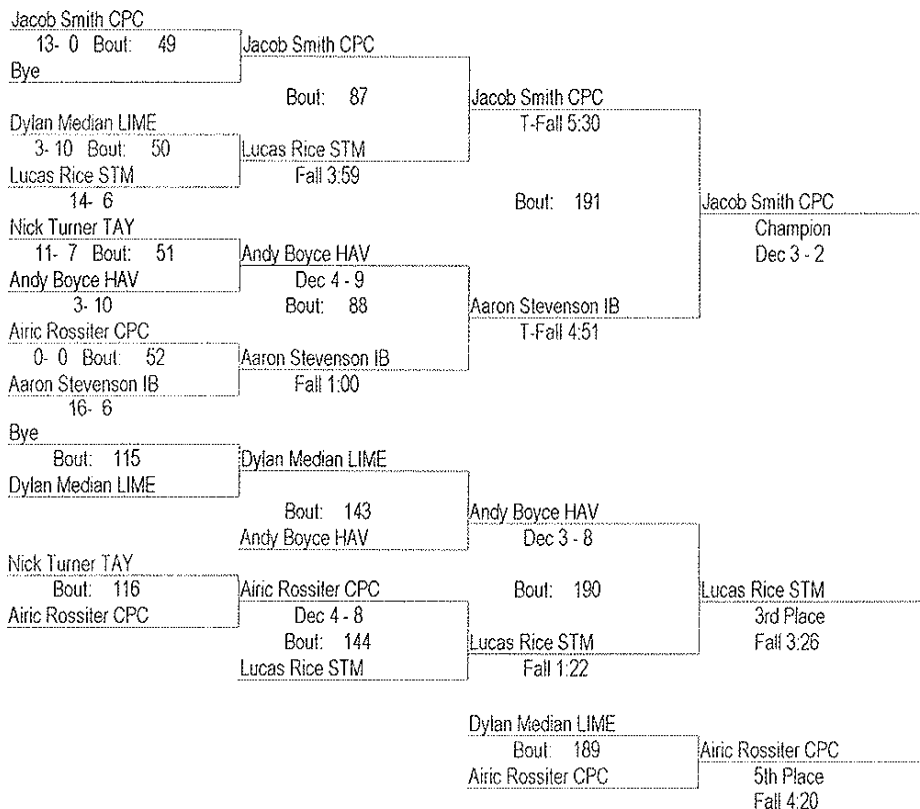 Jacob Smith CPC
13- 0 Bout: 49
Bye
Jacob Smith CPC
Bout: 87
Dylan Median LIME
3- 10 Bout: 50
Lucas Rice STM
14- 6
Lucas Rice STM
Fall 3:59
Jacob Smith CPC
T-Fall 5:30
Bout: 191
Nick Turner TAY
11- 7 Bout: 51
Andy Boyce HAV
3- 10
Andy Boyce HAV
Dec 4 - 9
Bout: 88
Airic Rossiter CPC
0- 0 Bout: 52
Aaron Stevenson IB
16- 6
Aaron Stevenson IB
Fall 1:00
Aaron Stevenson IB
T-Fall 4:51
Jacob Smith CPC
Champion
Dec 3 - 2
Bye
Bout: 115
Dylan Median LIME
Dylan Median LIME
Bout: 143
Andy Boyce HAV
Andy Boyce HAV
Dec 3 - 8
Bout: 190
Nick Turner TAY
Bout: 116
Airic Rossiter CPC
Airic Rossiter CPC
Dec 4 - 8
Bout: 144
Lucas Rice STM
Lucas Rice STM
Fall 1:22
Lucas Rice STM
3rd Place
Fall 3:26
Dylan Median LIME
Bout: 189
Airic Rossiter CPC
Airic Rossiter CPC
5th Place
Fall 4:20